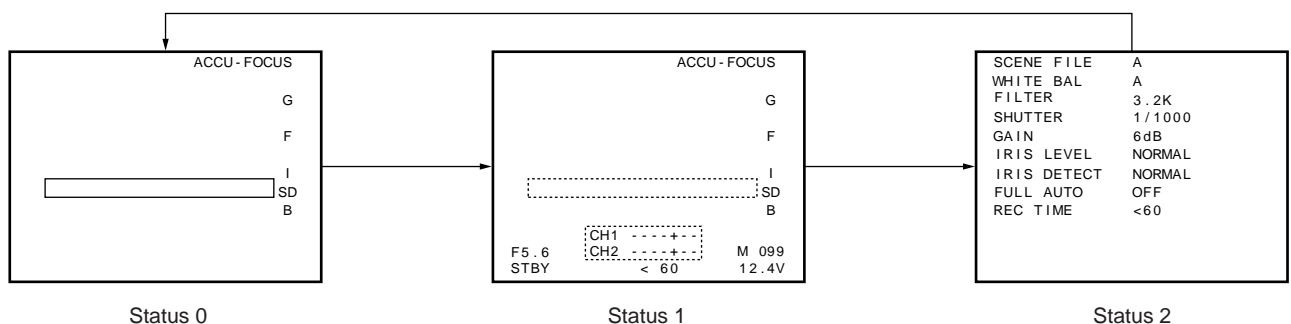 ACCU-FOCUS
G
F
I
SD
B
Status 0
ACCU-FOCUS
G
F
I
SD
B
CH1 ----+--
F5.6 CH2 ----+-- M 099
STBY < 60 12.4V
Status 1
SCENE FILE A
WHITE BAL A
FILTER 3.2K
SHUTTER 1/1000
GAIN 6dB
IRIS LEVEL NORMAL
IRIS DETECT NORMAL
FULL AUTO OFF
REC TIME <60
Status 2